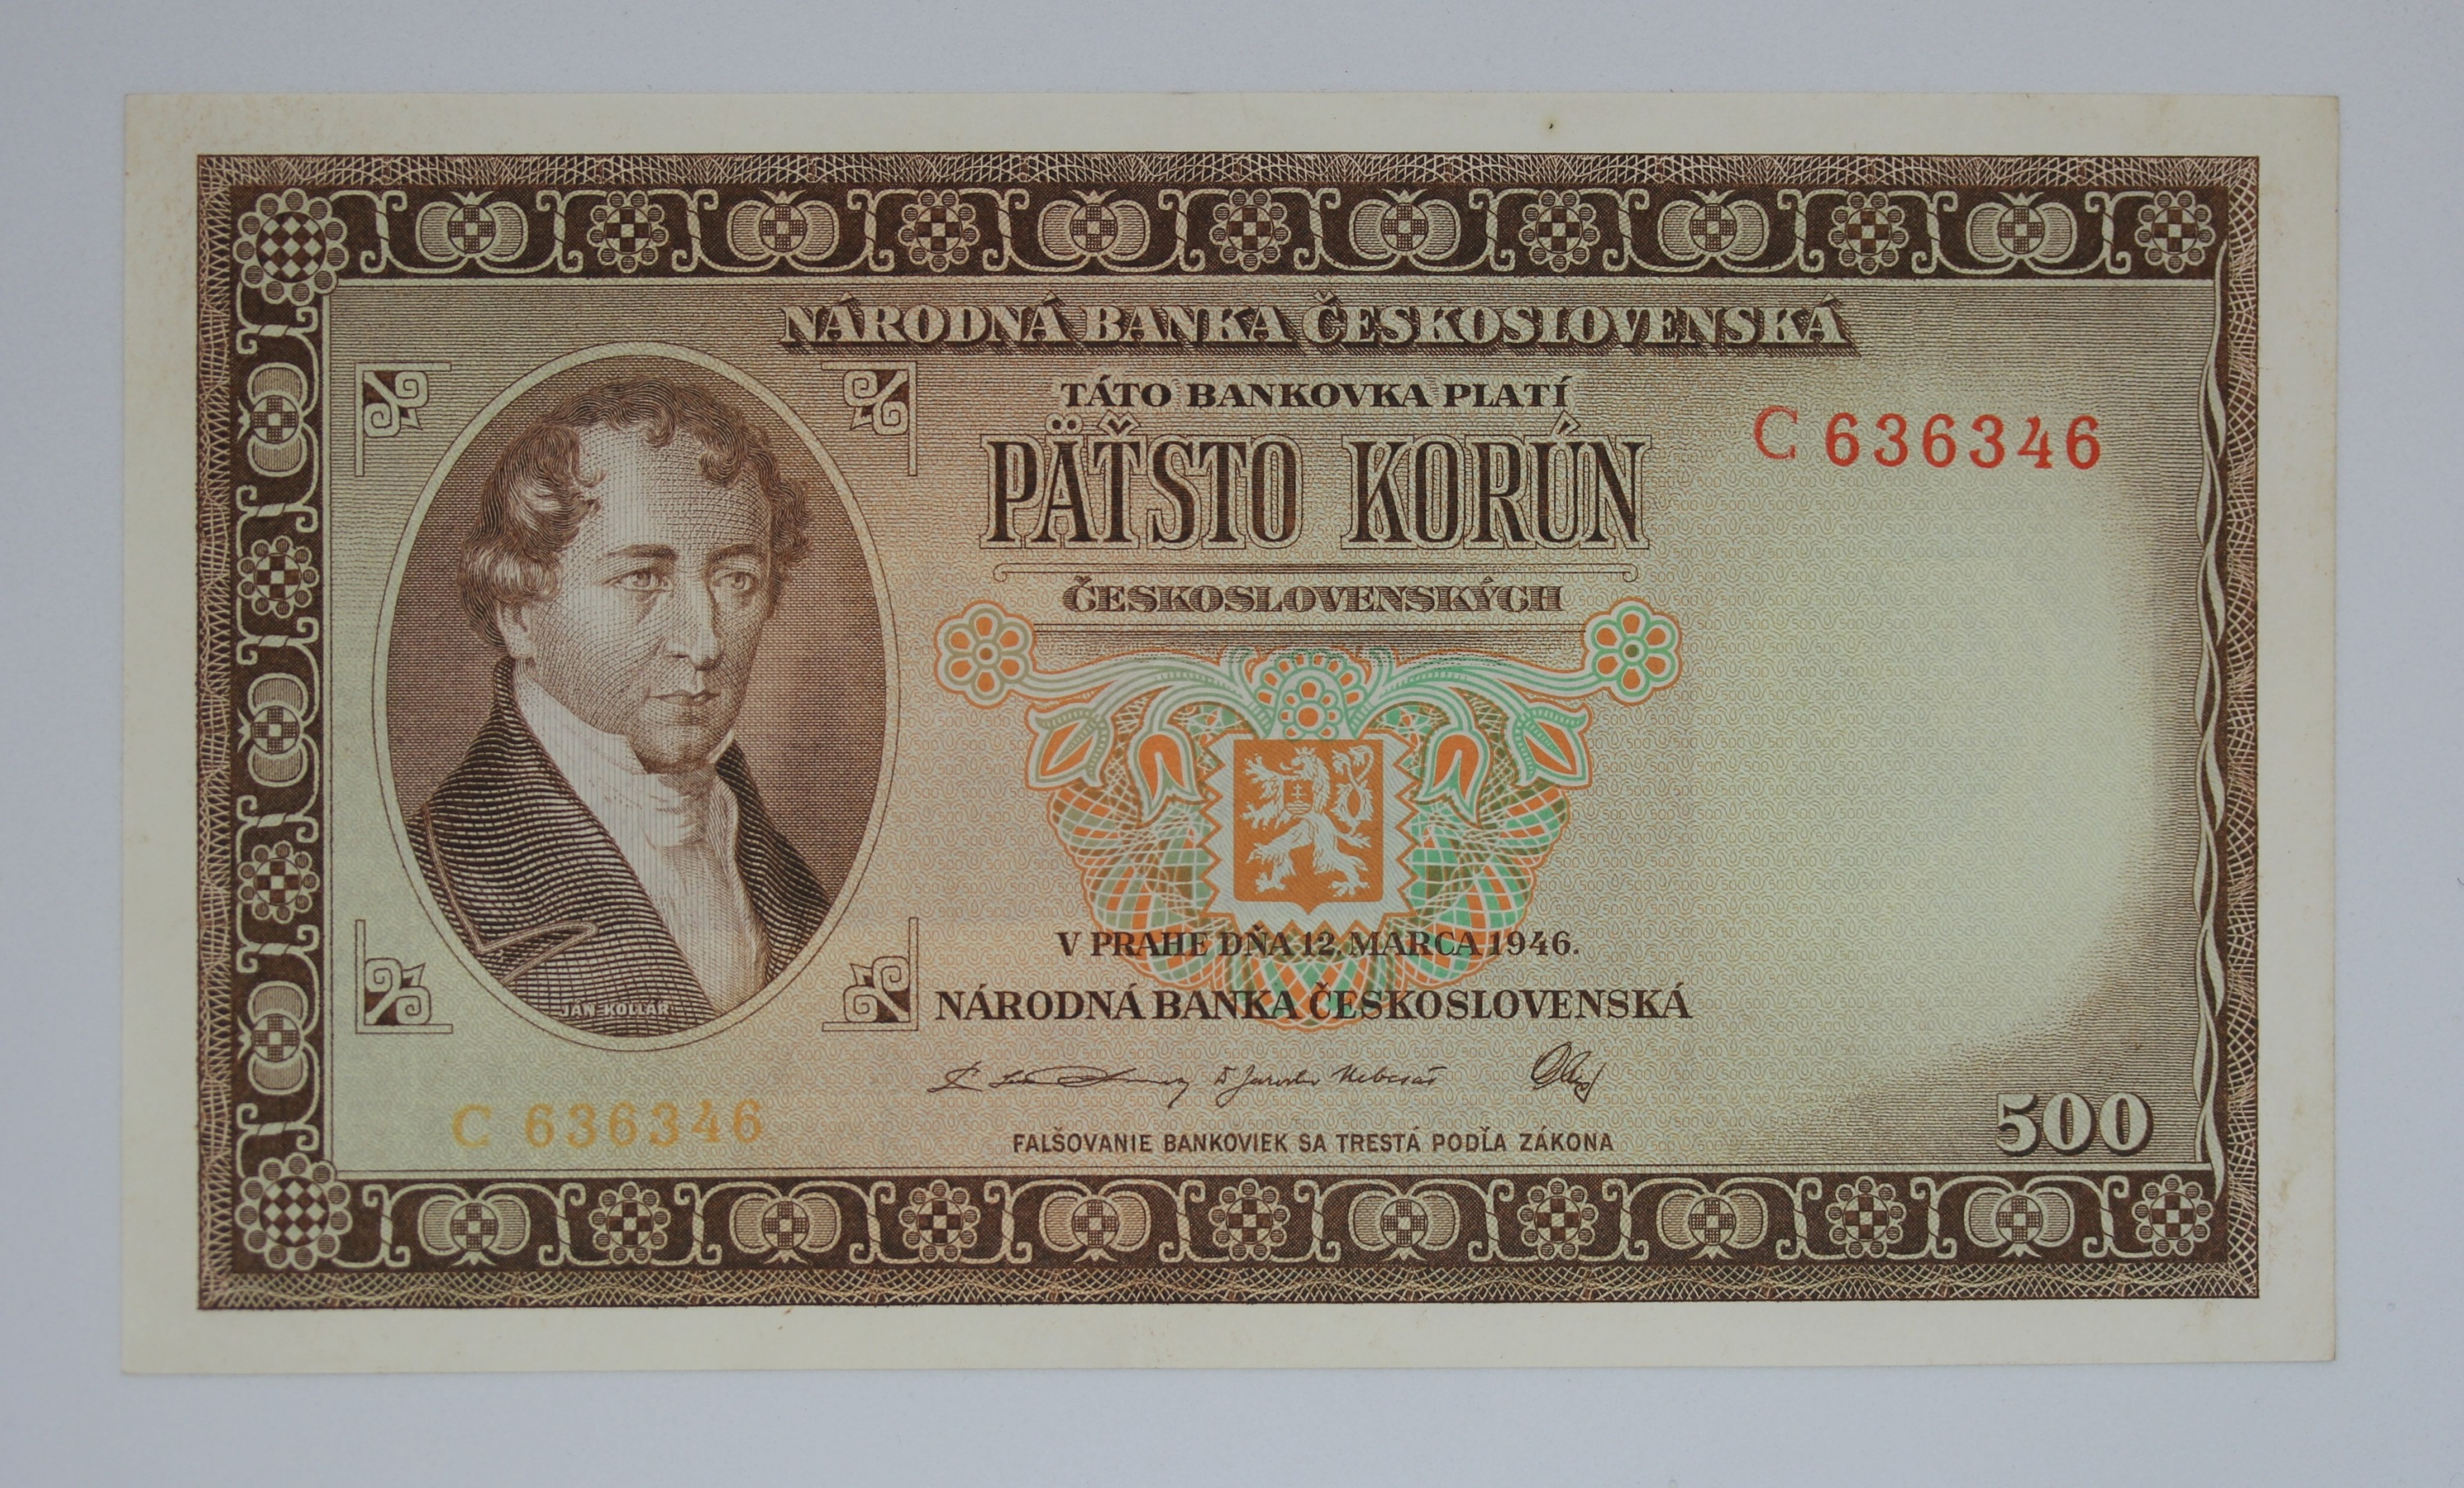 NÁRODNÁ BANKA ČESKOSLOVENSKÁ
TÁTO BANKOVKA PLATÍ
PÄŤSTO KORÚN
C 636346
ČESKOSLOVENSKÝCH
V PRAHE DŇA 12. MARCA 1946.
NÁRODNÁ BANKA ČESKOSLOVENSKÁ
JÁN KOLLÁR
C 636346
FALŠOVANIE BANKOVIEK SA TRESTÁ PODĽA ZÁKONA
500